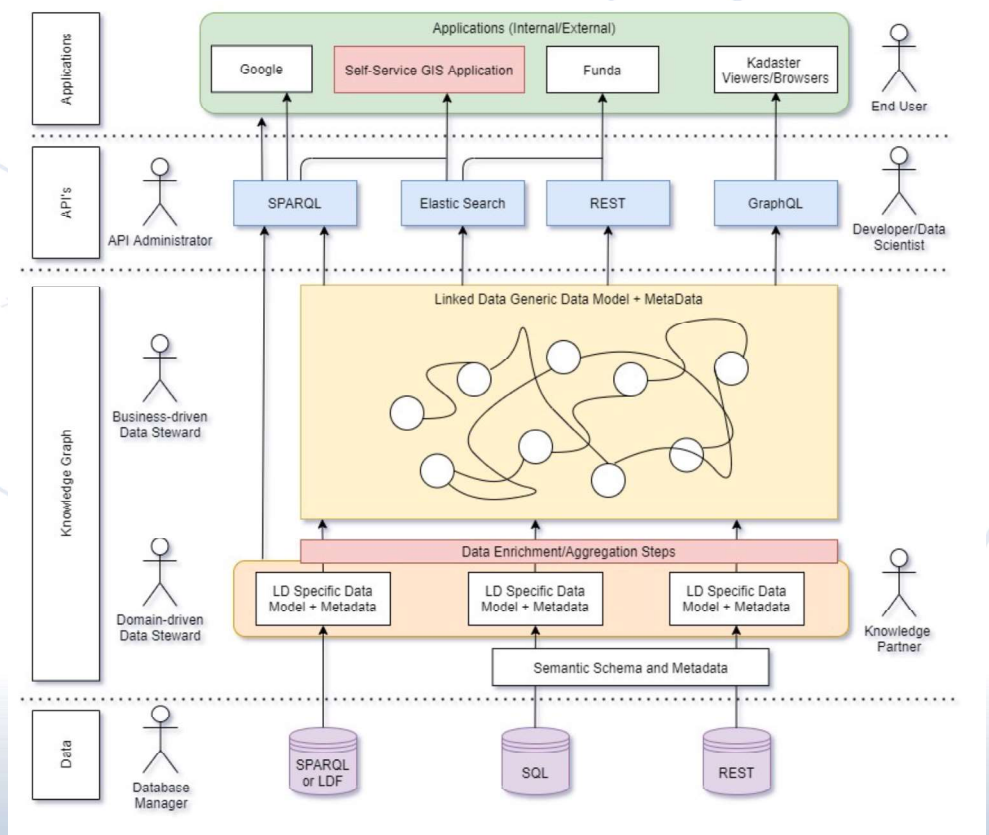 Applications
Applications (Internal/External)
Google
Self-Service GIS Application
Funda
Kadaster
Viewers/Browsers
End User
API's
API Administrator
SPARQL
Elastic Search
REST
GraphQL
Developer/Data
Scientist
Knowledge Graph
Linked Data Generic Data Model + MetaData
Business-driven
Data Steward
Data Enrichment/Aggregation Steps
LD Specific Data
Model + Metadata
LD Specific Data
Model + Metadata
LD Specific Data
Model + Metadata
Domain-driven
Data Steward
Knowledge
Partner
Semantic Schema and Metadata
Data
Database
Manager
SPARQL
or LDF
SQL
REST